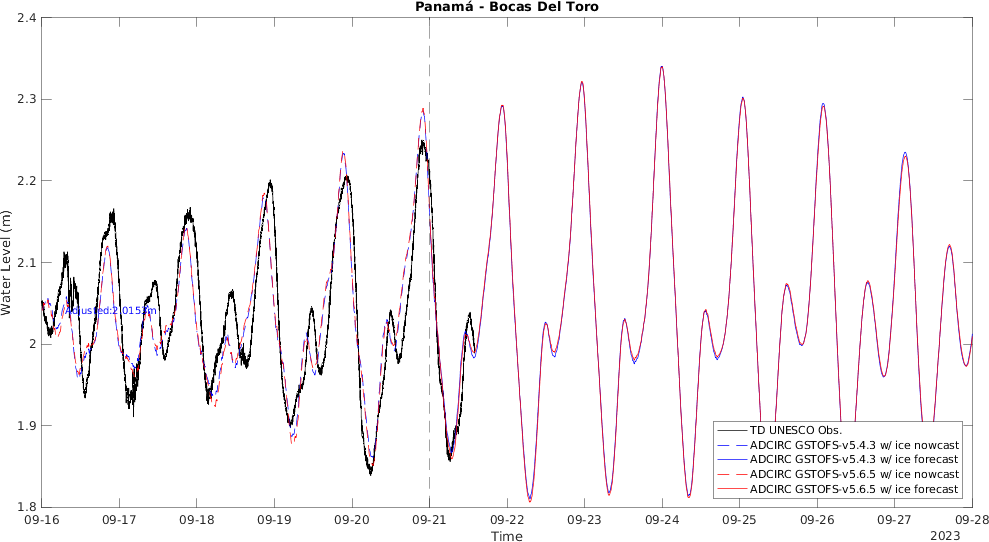 Panamá - Bocas Del Toro
Water Level (m)
2.4
2.3
2.2
2.1
2
1.9
1.8
Adjusted:2.0153m
TD UNESCO Obs.
ADCIRC GSTOFS-v5.4.3 w/ ice nowcast
ADCIRC GSTOFS-v5.4.3 w/ ice forecast
ADCIRC GSTOFS-v5.6.5 w/ ice nowcast
ADCIRC GSTOFS-v5.6.5 w/ ice forecast
09-16 09-17 09-18 09-19 09-20 09-21 09-22 09-23 09-24 09-25 09-26 09-27 09-28
Time
2023